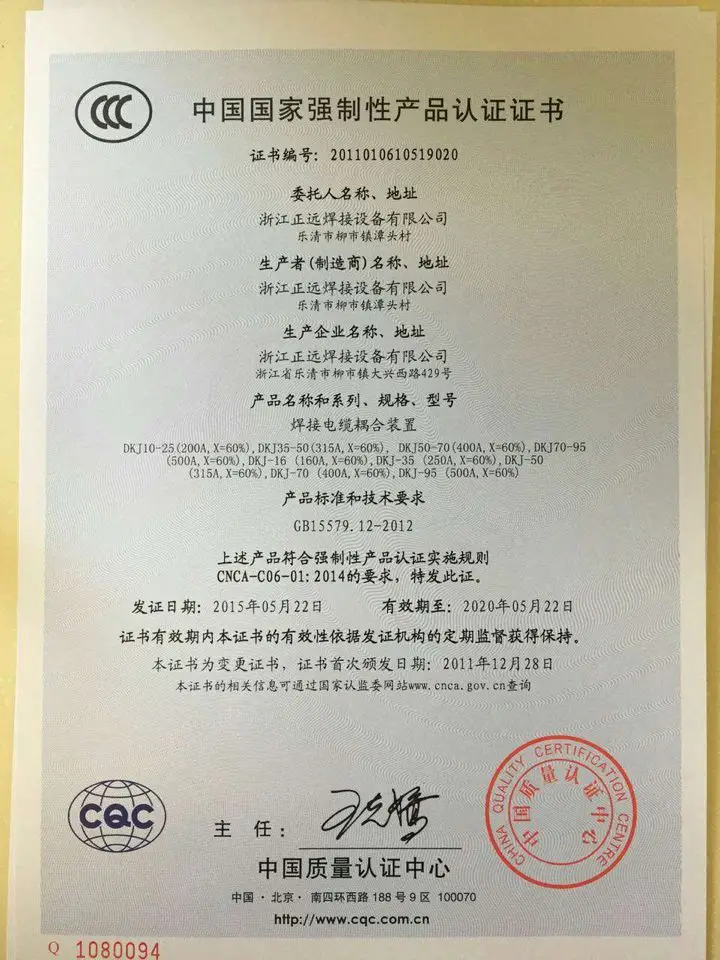 中国国家强制性产品认证证书
证书编号：2011010610519020
委托人名称、地址
浙江正远焊接设备有限公司
乐清市柳市镇潭头村
生产者(制造商)名称、地址
浙江正远焊接设备有限公司
乐清市柳市镇潭头村
生产企业名称、地址
浙江正远焊接设备有限公司
浙江省乐清市柳市镇大兴西路429号
产品名称和系列、规格、型号
焊接电缆耦合装置
DKJ10-25(200A,X=60%),DKJ35-50(315A,X=60%), DKJ50-70(400A,X=60%),DKJ70-95
(500A,X=60%),DKJ-16 (160A,X=60%),DKJ-35 (250A,X=60%),DKJ-50
(315A,X=60%),DKJ-70 (400A,X=60%),DKJ-95 (500A,X=60%)
产品标准和技术要求
GB15579.12-2012
上述产品符合强制性产品认证实施规则
CNCA-C06-01:2014的要求，特发此证。
发证日期：2015年05月22日 有效期至：2020年05月22日
证书有效期内本证书的有效性依据发证机构的定期监督获得保持。
本证书为变更证书，证书首次颁发日期：2011年12月28日
本证书的相关信息可通过国家认监委网站www.cnca.gov.cn查询
CQC
主 任：
CHINA QUALITY CERTIFICATION CENTRE
中国质量认证中心
中国质量认证中心
中国·北京·南四环西路188号9区 100070
http://www.cqc.com.cn
Q 1080094